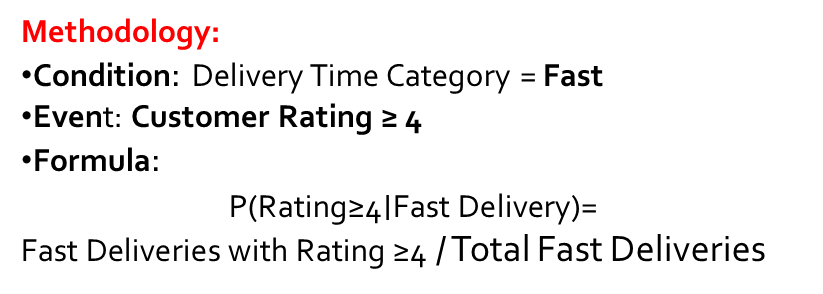 Methodology:
•Condition: Delivery Time Category = Fast
•Event: Customer Rating ≥ 4
•Formula:
P(Rating≥4|Fast Delivery)=
Fast Deliveries with Rating ≥4 / Total Fast Deliveries